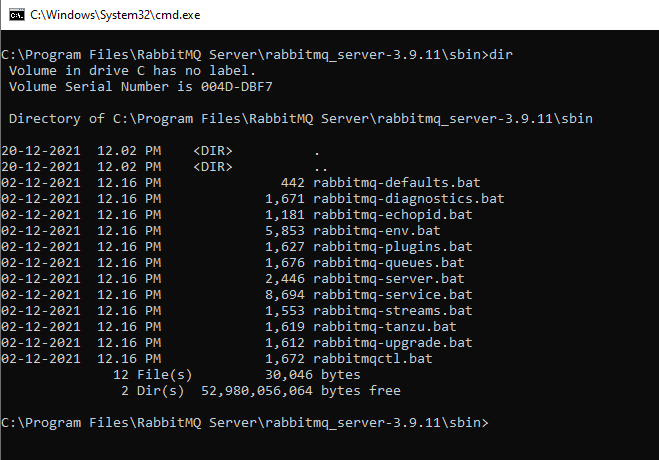 C:\Windows\System32\cmd.exe
C:\Program Files\RabbitMQ Server\rabbitmq_server-3.9.11\sbin>dir
 Volume in drive C has no label.
 Volume Serial Number is 004D-DBF7
 Directory of C:\Program Files\RabbitMQ Server\rabbitmq_server-3.9.11\sbin
20-12-2021  12.02 PM    <DIR>          .
20-12-2021  12.02 PM    <DIR>          ..
02-12-2021  12.16 PM               442 rabbitmq-defaults.bat
02-12-2021  12.16 PM             1,671 rabbitmq-diagnostics.bat
02-12-2021  12.16 PM             1,181 rabbitmq-echopid.bat
02-12-2021  12.16 PM             5,853 rabbitmq-env.bat
02-12-2021  12.16 PM             1,627 rabbitmq-plugins.bat
02-12-2021  12.16 PM             1,676 rabbitmq-queues.bat
02-12-2021  12.16 PM             2,446 rabbitmq-server.bat
02-12-2021  12.16 PM             8,694 rabbitmq-service.bat
02-12-2021  12.16 PM             1,553 rabbitmq-streams.bat
02-12-2021  12.16 PM             1,619 rabbitmq-tanzu.bat
02-12-2021  12.16 PM             1,612 rabbitmq-upgrade.bat
02-12-2021  12.16 PM             1,672 rabbitmqctl.bat
              12 File(s)         30,046 bytes
               2 Dir(s)  52,980,056,064 bytes free
C:\Program Files\RabbitMQ Server\rabbitmq_server-3.9.11\sbin>